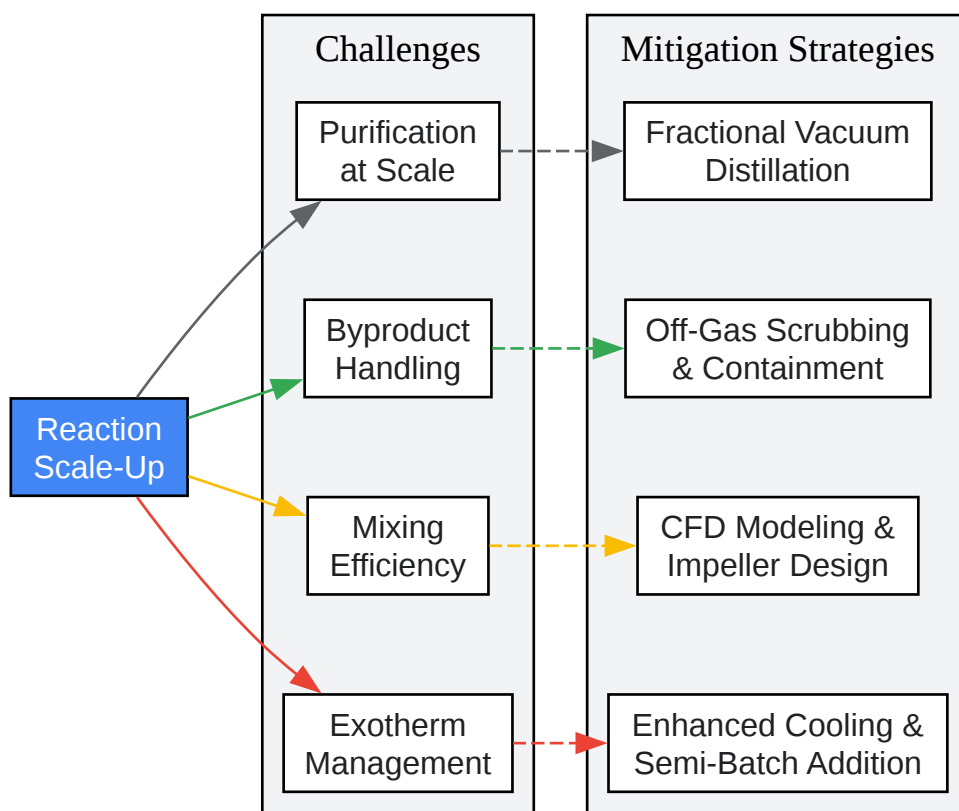 Challenges
Mitigation Strategies
Purification
at Scale
Fractional Vacuum
Distillation
Byproduct
Handling
Off-Gas Scrubbing
& Containment
Reaction
Scale-Up
Mixing
Efficiency
CFD Modeling &
Impeller Design
Exotherm
Management
Enhanced Cooling &
Semi-Batch Addition